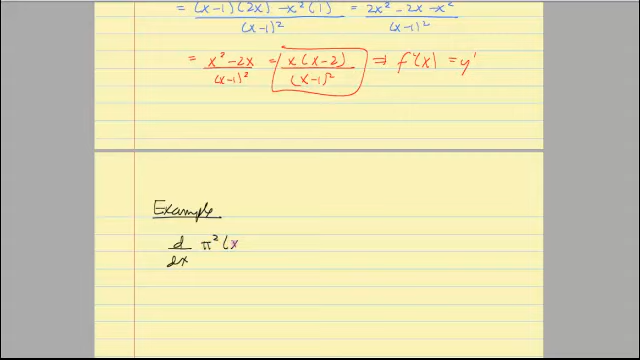 = (x-1)(2x) - x²(1) / (x-1)² = 2x² - 2x - x² / (x-1)²
= x² - 2x / (x-1)² = x(x-2) / (x-1)² ⇒ f'(x) = y'
Example
d/dx π² (x